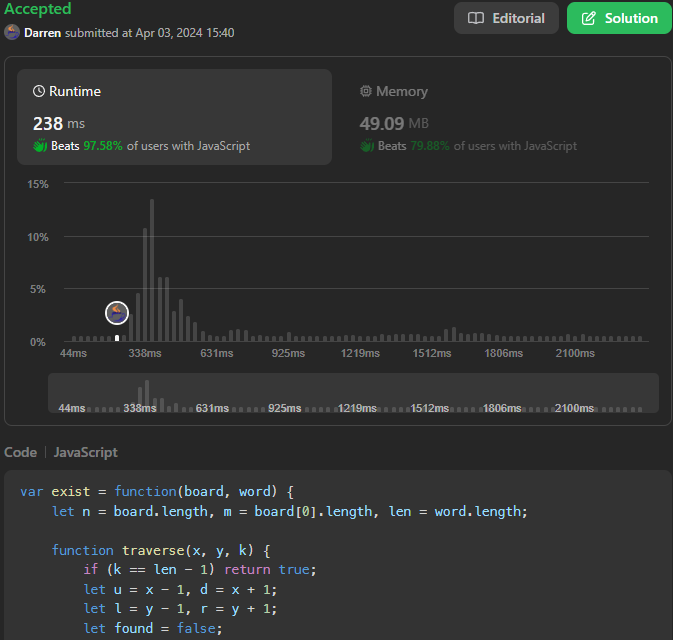 Accepted
Editorial
Solution
Darren submitted at Apr 03, 2024 15:40
Runtime
Memory
238 ms
49.09 MB
Beats 97.58% of users with JavaScript
Beats 79.88% of users with JavaScript
15%
10%
5%
0%
44ms 338ms 631ms 925ms 1219ms 1512ms 1806ms 2100ms
44ms 338ms 631ms 925ms 1219ms 1512ms 1806ms 2100ms
Code | JavaScript
var exist = function(board, word) {
    let n = board.length, m = board[0].length, len = word.length;
    function traverse(x, y, k) {
        if (k == len - 1) return true;
        let u = x - 1, d = x + 1;
        let l = y - 1, r = y + 1;
        let found = false;